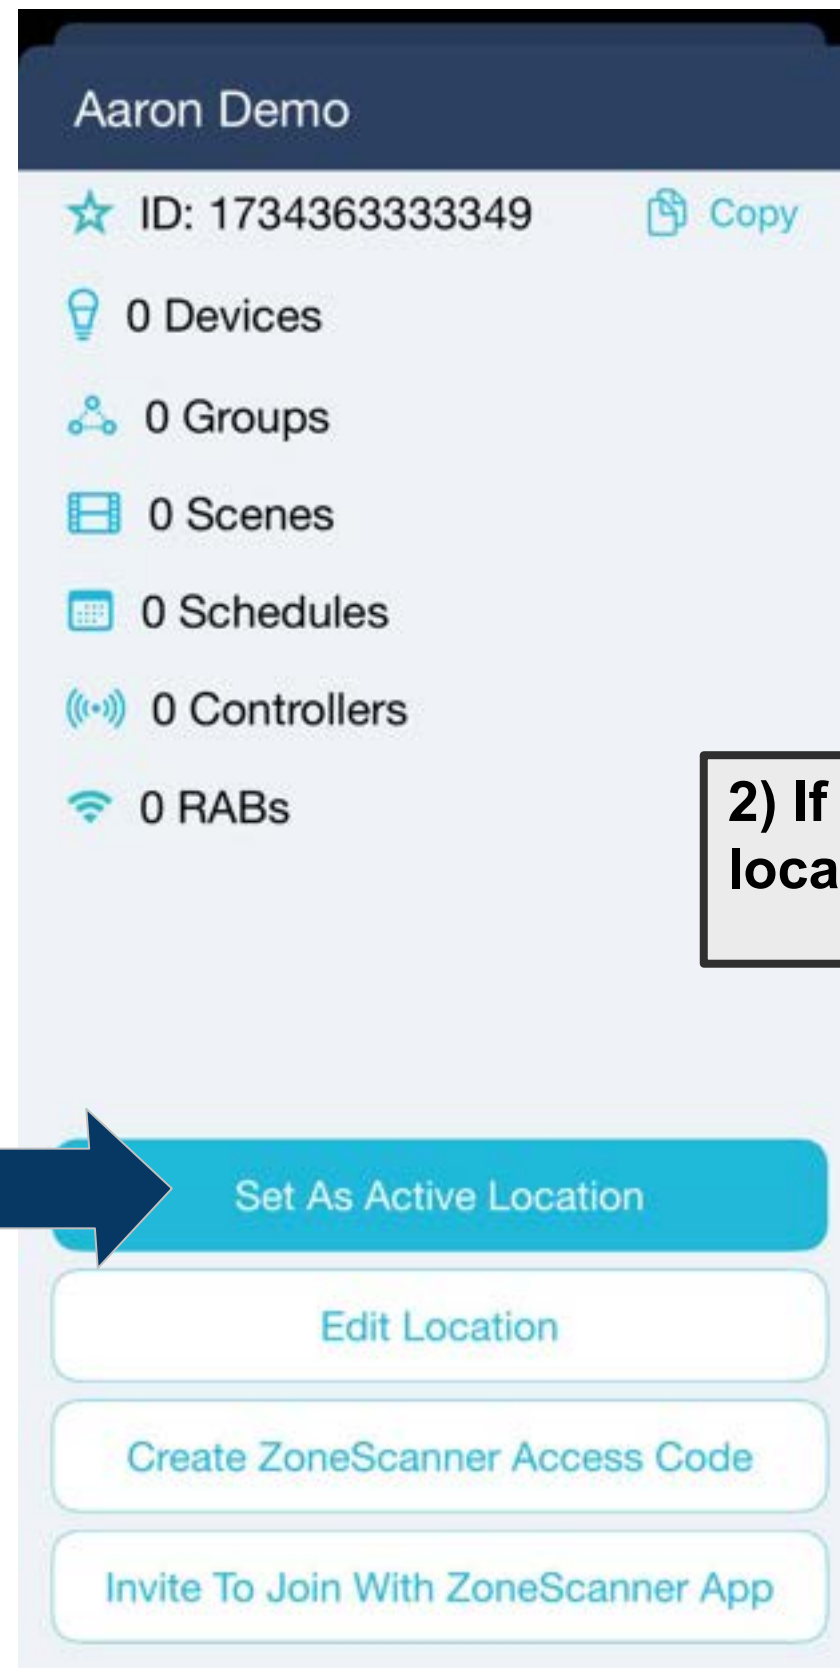 Aaron Demo
ID: 1734363333349 Copy
0 Devices
0 Groups
0 Scenes
0 Schedules
0 Controllers
0 RABs
2) If
loca
Set As Active Location
Edit Location
Create ZoneScanner Access Code
Invite To Join With ZoneScanner App